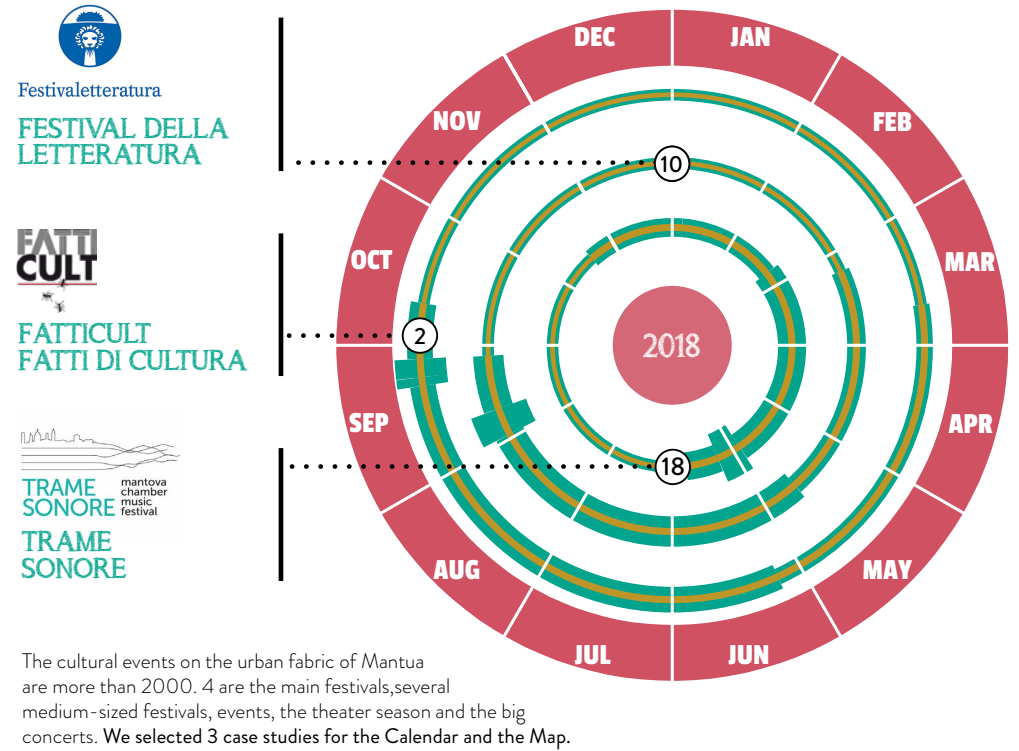 Festivaletteratura
FESTIVAL DELLA
LETTERATURA
FATTI
CULT
FATTICULT
FATTI DI CULTURA
TRAME
SONORE
mantova
chamber
music
festival
TRAME
SONORE
DEC
JAN
NOV
FEB
OCT
MAR
SEP
APR
AUG
MAY
JUL
JUN
10
2
18
2018
The cultural events on the urban fabric of Mantua
are more than 2000. 4 are the main festivals,several
medium-sized festivals, events, the theater season and the big
concerts. We selected 3 case studies for the Calendar and the Map.